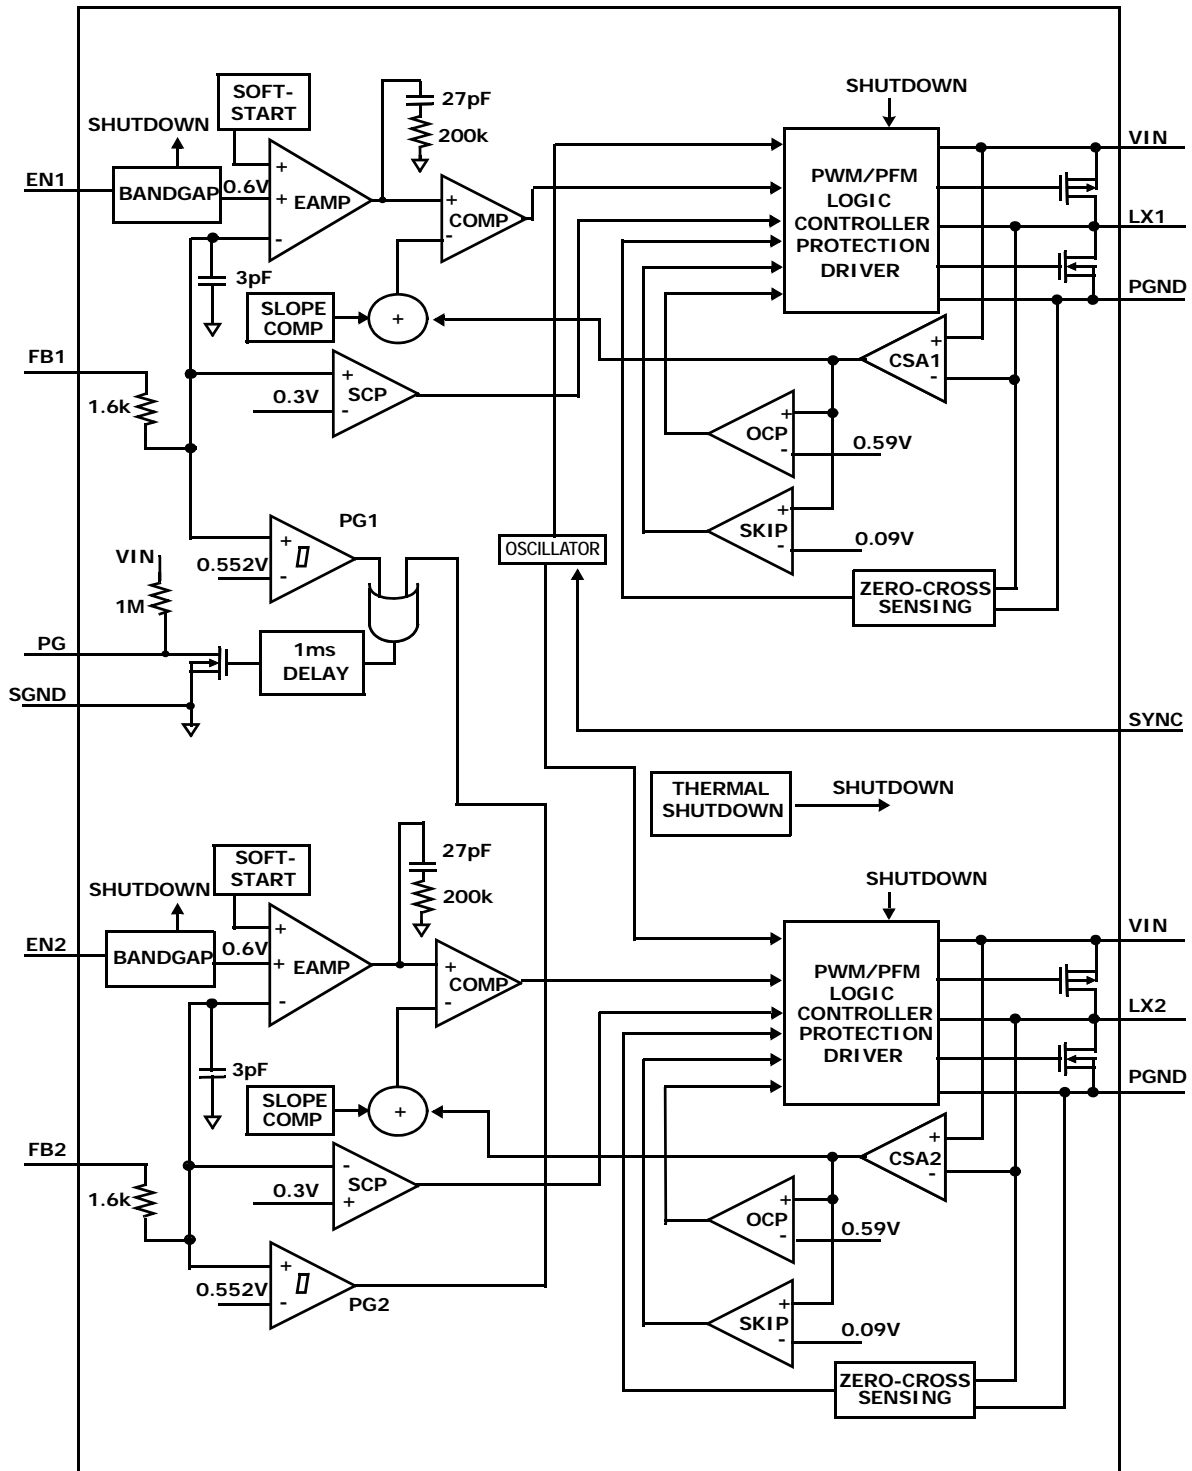 SHUTDOWN
SOFT-
START
27pF
200k
SHUTDOWN
VIN
EN1
BANDGAP
0.6V
+
+
-
EAMP
+
-
COMP
PWM/PFM
LOGIC
CONTROLLER
PROTECTION
DRIVER
LX1
3pF
PGND
SLOPE
COMP
+
+
-
CSA1
FB1
1.6k
0.3V
+
-
SCP
+
-
OCP
0.59V
PG1
+
-
SKIP
0.09V
VIN
0.552V
+
-
OSCILLATOR
1M
ZERO-CROSS
SENSING
PG
1ms
DELAY
SGND
SYNC
THERMAL
SHUTDOWN
SHUTDOWN
SOFT-
START
27pF
200k
SHUTDOWN
SHUTDOWN
VIN
EN2
BANDGAP
0.6V
+
+
-
EAMP
+
-
COMP
PWM/PFM
LOGIC
CONTROLLER
PROTECTION
DRIVER
LX2
3pF
PGND
SLOPE
COMP
+
+
-
CSA2
FB2
1.6k
0.3V
-
+
SCP
+
-
OCP
0.59V
0.552V
+
-
PG2
+
-
SKIP
0.09V
ZERO-CROSS
SENSING